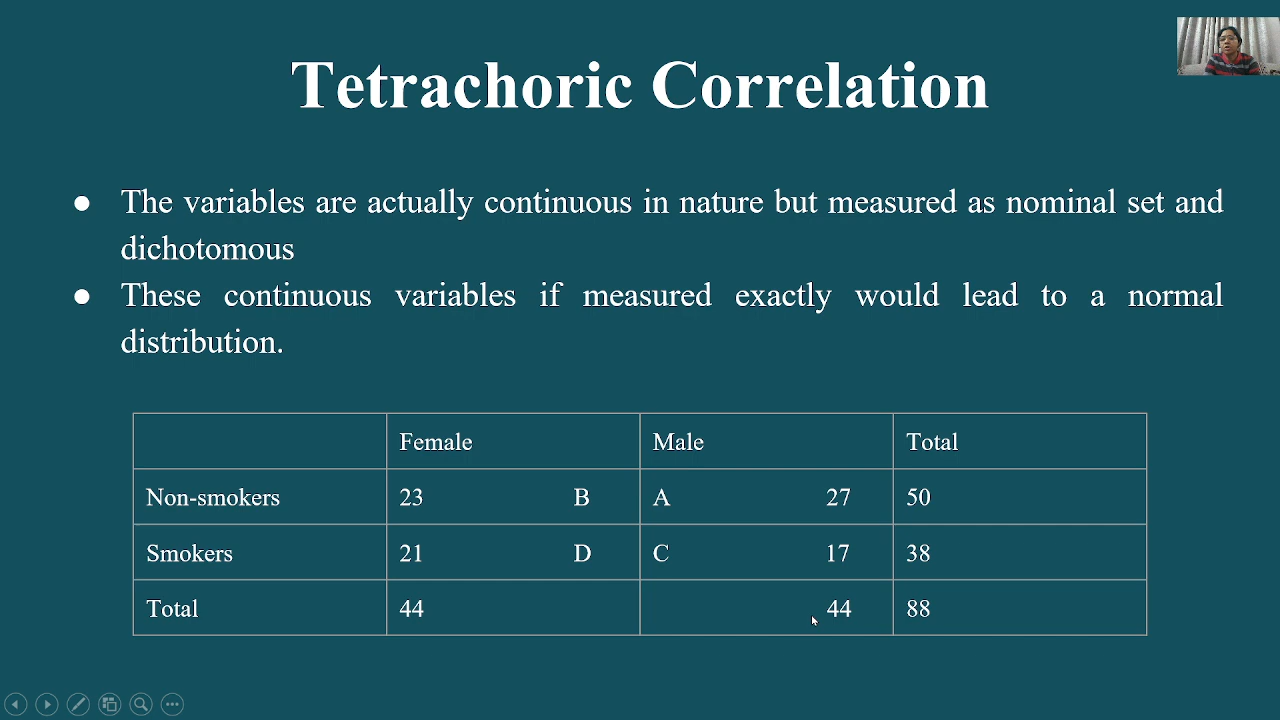 Tetrachoric Correlation
● The variables are actually continuous in nature but measured as nominal set and
dichotomous
● These continuous variables if measured exactly would lead to a normal
distribution.
Female Male Total
Non-smokers 23 B A 27 50
Smokers 21 D C 17 38
Total 44 44 88